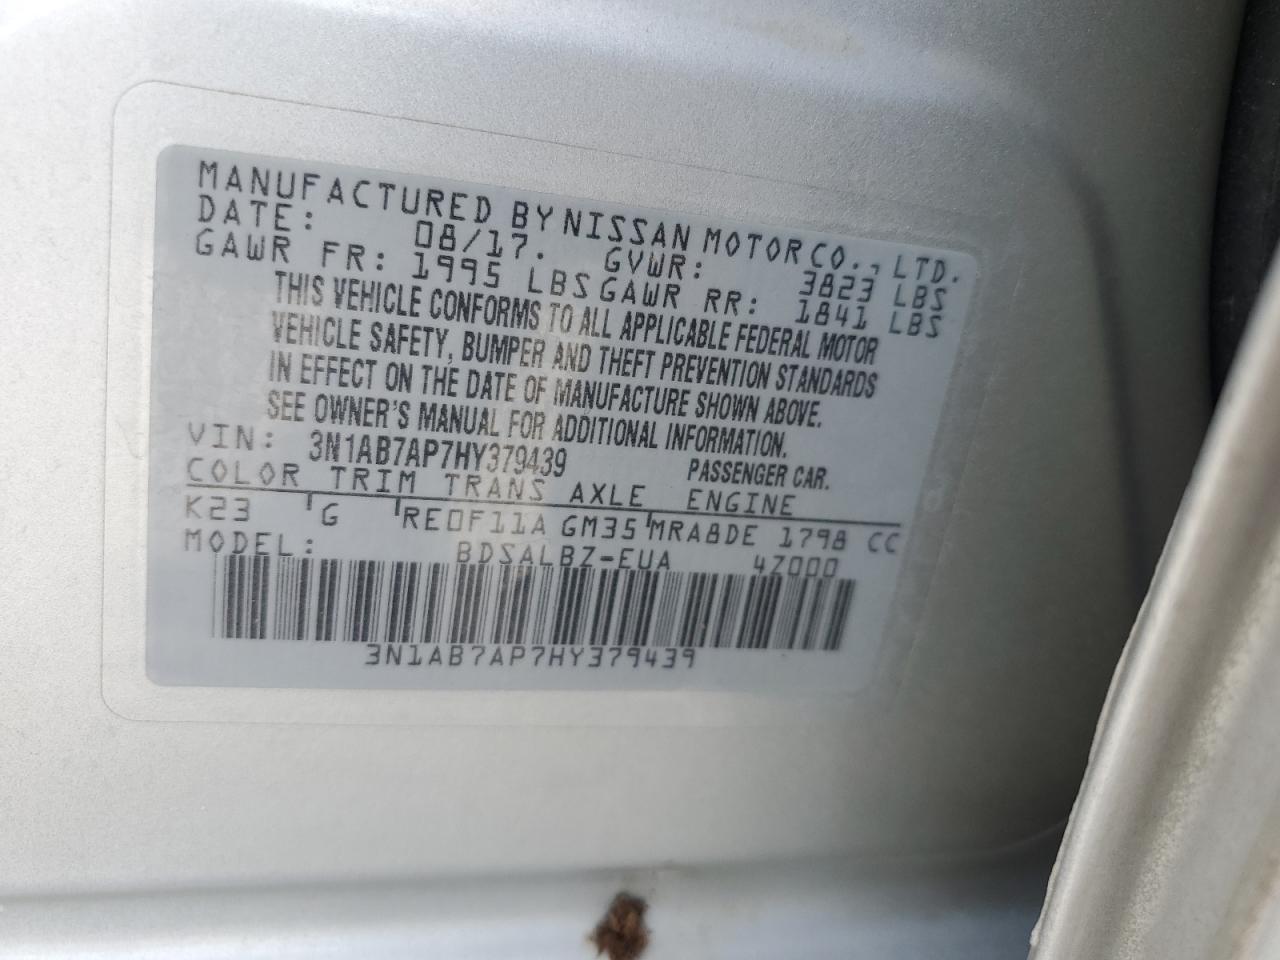 MANUFACTURED BY NISSAN MOTOR CO., LTD.
DATE: 08/17. GVWR: 3823 LBS
GAWR FR: 1995 LBS GAWR RR: 1841 LBS
THIS VEHICLE CONFORMS TO ALL APPLICABLE FEDERAL MOTOR
VEHICLE SAFETY, BUMPER AND THEFT PREVENTION STANDARDS
IN EFFECT ON THE DATE OF MANUFACTURE SHOWN ABOVE.
SEE OWNER'S MANUAL FOR ADDITIONAL INFORMATION.
VIN: 3N1AB7AP7HY379439 PASSENGER CAR.
COLOR TRIM TRANS AXLE ENGINE
K23 G RE0F11A GM35 MRA8DE 1798 CC
MODEL: BDSALBZ-EUA 4Z000
3N1AB7AP7HY379439